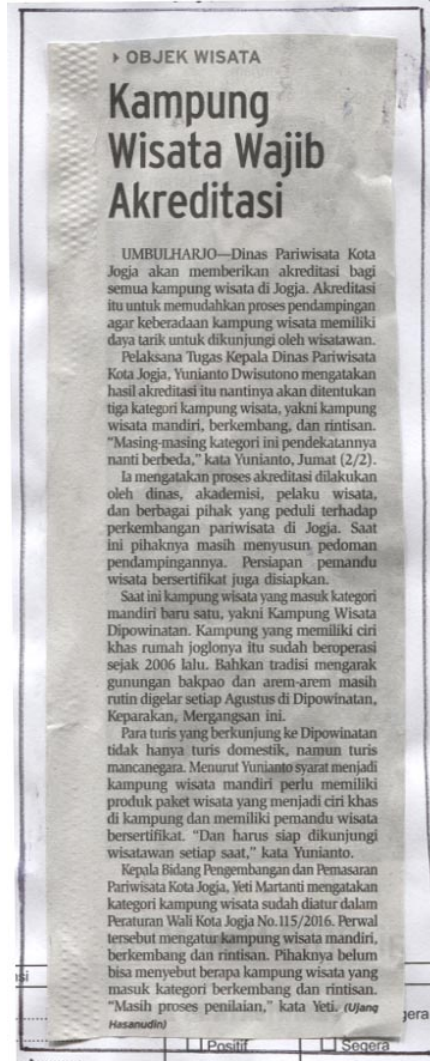 ▸ OBJEK WISATA
Kampung
Wisata Wajib
Akreditasi
UMBULHARJO—Dinas Pariwisata Kota
Jogja akan memberikan akreditasi bagi
semua kampung wisata di Jogja. Akreditasi
itu untuk memudahkan proses pendampingan
agar keberadaan kampung wisata memiliki
daya tarik untuk dikunjungi oleh wisatawan.
Pelaksana Tugas Kepala Dinas Pariwisata
Kota Jogja, Yunianto Dwisutono mengatakan
hasil akreditasi itu nantinya akan ditentukan
tiga kategori kampung wisata, yakni kampung
wisata mandiri, berkembang, dan rintisan.
“Masing-masing kategori ini pendekatannya
nanti berbeda,” kata Yunianto, Jumat (2/2).
Ia mengatakan proses akreditasi dilakukan
oleh dinas, akademisi, pelaku wisata,
dan berbagai pihak yang peduli terhadap
perkembangan pariwisata di Jogja. Saat
ini pihaknya masih menyusun pedoman
pendampingannya. Persiapan pemandu
wisata bersertifikat juga disiapkan.
Saat ini kampung wisata yang masuk kategori
mandiri baru satu, yakni Kampung Wisata
Dipowinatan. Kampung yang memiliki ciri
khas rumah joglonya itu sudah beroperasi
sejak 2006 lalu. Bahkan tradisi mengarak
gunungan bakpao dan arem-arem masih
rutin digelar setiap Agustus di Dipowinatan,
Keparakan, Mergangsan ini.
Para turis yang berkunjung ke Dipowinatan
tidak hanya turis domestik, namun turis
mancanegara. Menurut Yunianto syarat menjadi
kampung wisata mandiri perlu memiliki
produk paket wisata yang menjadi ciri khas
di kampung dan memiliki pemandu wisata
bersertifikat. “Dan harus siap dikunjungi
wisatawan setiap saat,” kata Yunianto.
Kepala Bidang Pengembangan dan Pemasaran
Pariwisata Kota Jogja, Yeti Martanti mengatakan
kategori kampung wisata sudah diatur dalam
Peraturan Wali Kota Jogja No.115/2016. Perwal
tersebut mengatur kampung wisata mandiri,
berkembang dan rintisan. Pihaknya belum
bisa menyebut berapa kampung wisata yang
masuk kategori berkembang dan rintisan.
“Masih proses penilaian,” kata Yeti. (Ujang
Hasanudin)
Positif
Segera